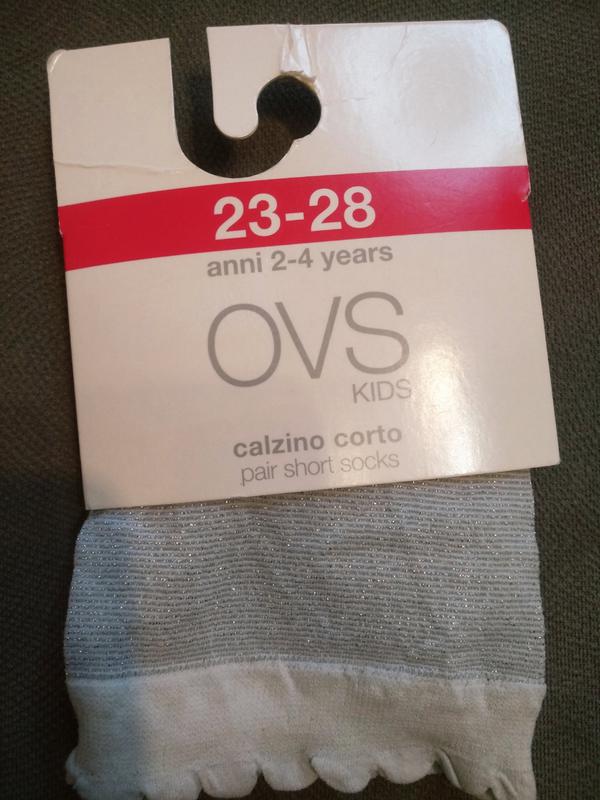 23-28
anni 2-4 years
OVS
KIDS
calzino corto
pair short socks